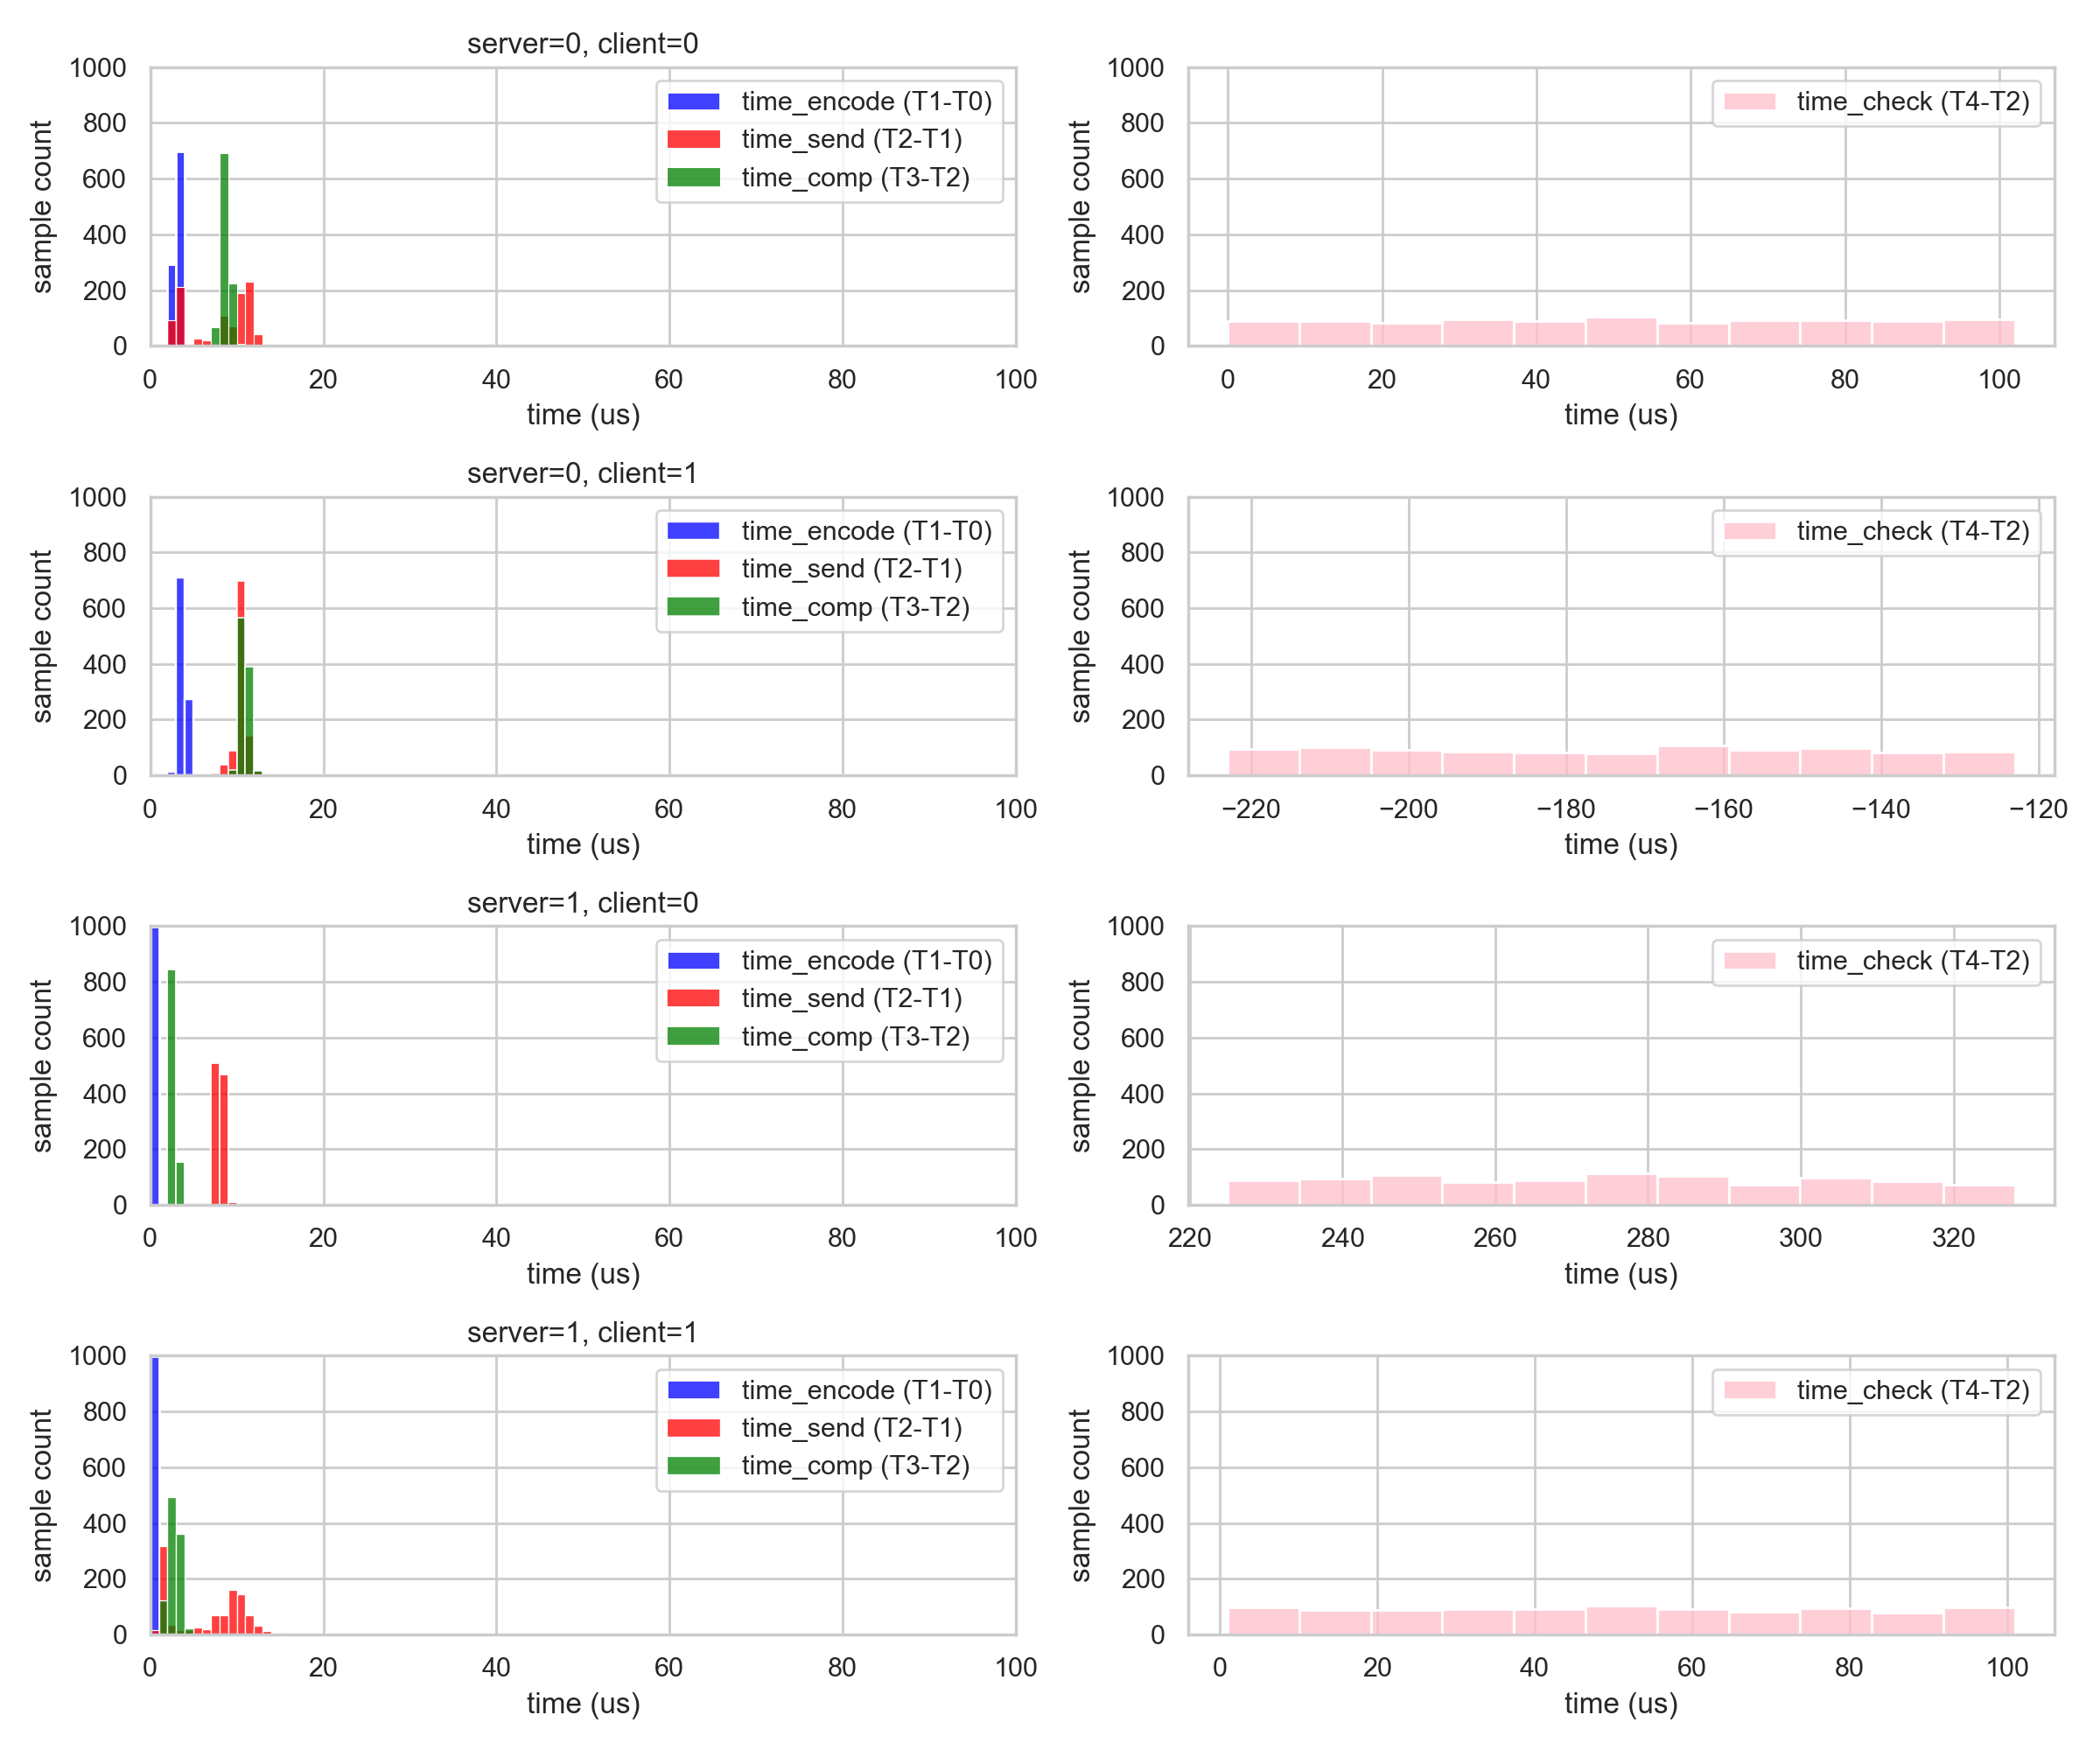 server=0, client=0
1000
800
600
400
200
0
sample count
time_encode (T1-T0)
time_send (T2-T1)
time_comp (T3-T2)
0 20 40 60 80 100
time (us)
1000
800
600
400
200
0
sample count
time_check (T4-T2)
0 20 40 60 80 100
time (us)
server=0, client=1
1000
800
600
400
200
0
sample count
time_encode (T1-T0)
time_send (T2-T1)
time_comp (T3-T2)
0 20 40 60 80 100
time (us)
1000
800
600
400
200
0
sample count
time_check (T4-T2)
−220 −200 −180 −160 −140 −120
time (us)
server=1, client=0
1000
800
600
400
200
0
sample count
time_encode (T1-T0)
time_send (T2-T1)
time_comp (T3-T2)
0 20 40 60 80 100
time (us)
1000
800
600
400
200
0
sample count
time_check (T4-T2)
220 240 260 280 300 320
time (us)
server=1, client=1
1000
800
600
400
200
0
sample count
time_encode (T1-T0)
time_send (T2-T1)
time_comp (T3-T2)
0 20 40 60 80 100
time (us)
1000
800
600
400
200
0
sample count
time_check (T4-T2)
0 20 40 60 80 100
time (us)